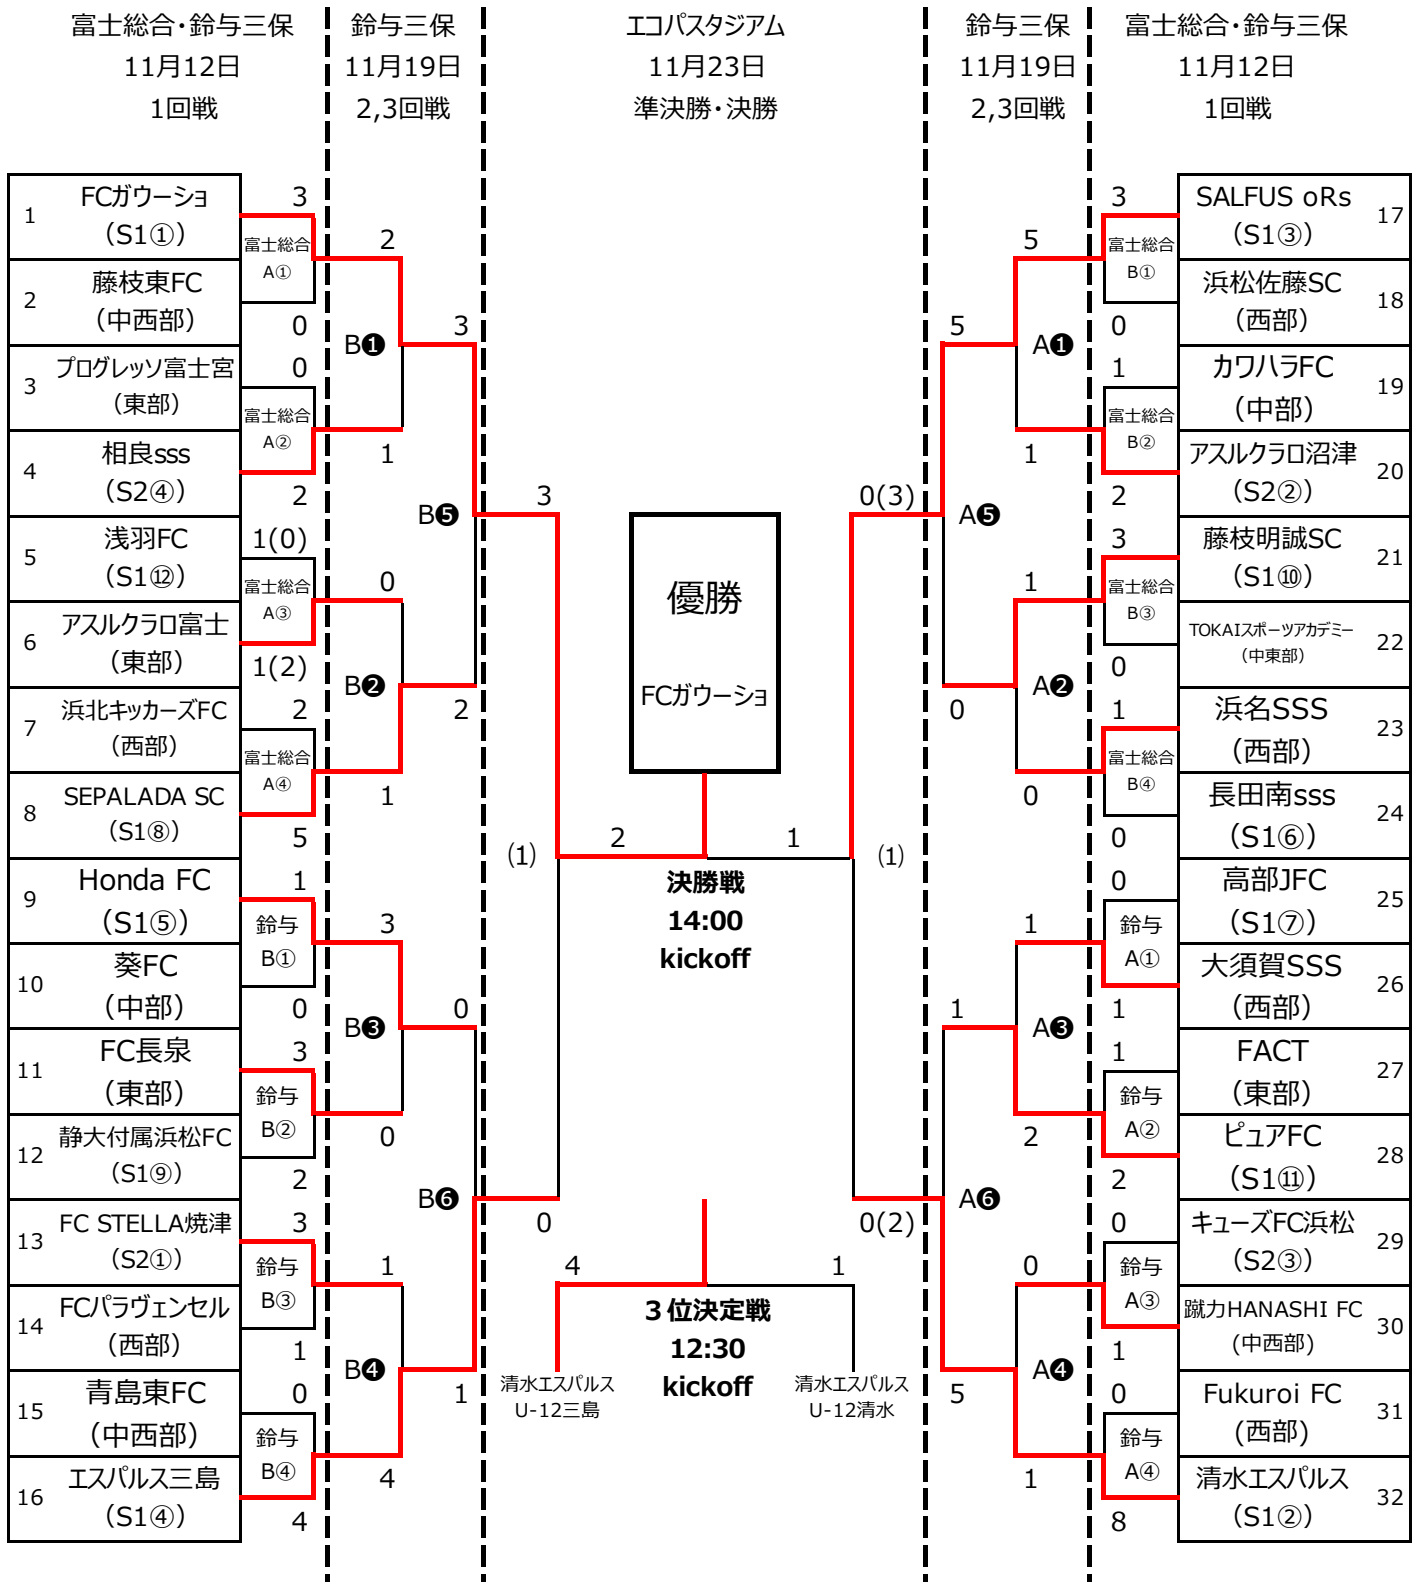 富士総合・鈴与三保
11月12日
1回戦
鈴与三保
11月19日
2,3回戦
エコパスタジアム
11月23日
準決勝・決勝
鈴与三保
11月19日
2,3回戦
富士総合・鈴与三保
11月12日
1回戦
1
FCガウーショ
(S1①)
3
富士総合
A①
2
藤枝東FC
(中西部)
0
3
プログレッソ富士宮
(東部)
0
富士総合
A②
4
相良sss
(S2④)
2
5
浅羽FC
(S1⑫)
1(0)
富士総合
A③
6
アスルクラロ富士
(東部)
1(2)
7
浜北キッカーズFC
(西部)
2
富士総合
A④
8
SEPALADA SC
(S1⑧)
5
9
Honda FC
(S1⑤)
1
鈴与
B①
10
葵FC
(中部)
0
11
FC長泉
(東部)
3
鈴与
B②
12
静大付属浜松FC
(S1⑨)
2
13
FC STELLA焼津
(S2①)
3
鈴与
B③
14
FCパラヴェンセル
(西部)
1
15
青島東FC
(中西部)
0
鈴与
B④
16
エスパルス三島
(S1④)
4
2
B❶
1
0
B❷
1
3
B❸
0
1
B❹
4
3
B❺
2
0
B❻
1
3
(1)
0
優勝
FCガウーショ
2
1
決勝戦
14:00
kickoff
4
1
3位決定戦
12:30
kickoff
清水エスパルス
U-12三島
清水エスパルス
U-12清水
0(3)
(1)
0(2)
5
A❺
0
1
A❻
5
5
A❶
1
1
A❷
0
1
A❸
2
0
A❹
1
3
富士総合
B①
SALFUS oRs
(S1③)
17
0
浜松佐藤SC
(西部)
18
1
富士総合
B②
カワハラFC
(中部)
19
2
アスルクラロ沼津
(S2②)
20
3
富士総合
B③
藤枝明誠SC
(S1⑩)
21
0
TOKAIスポーツアカデミー
(中東部)
22
1
富士総合
B④
浜名SSS
(西部)
23
0
長田南sss
(S1⑥)
24
0
鈴与
A①
高部JFC
(S1⑦)
25
1
大須賀SSS
(西部)
26
1
鈴与
A②
FACT
(東部)
27
2
ピュアFC
(S1⑪)
28
0
鈴与
A③
キューズFC浜松
(S2③)
29
1
蹴力HANASHI FC
(中西部)
30
0
鈴与
A④
Fukuroi FC
(西部)
31
8
清水エスパルス
(S1②)
32